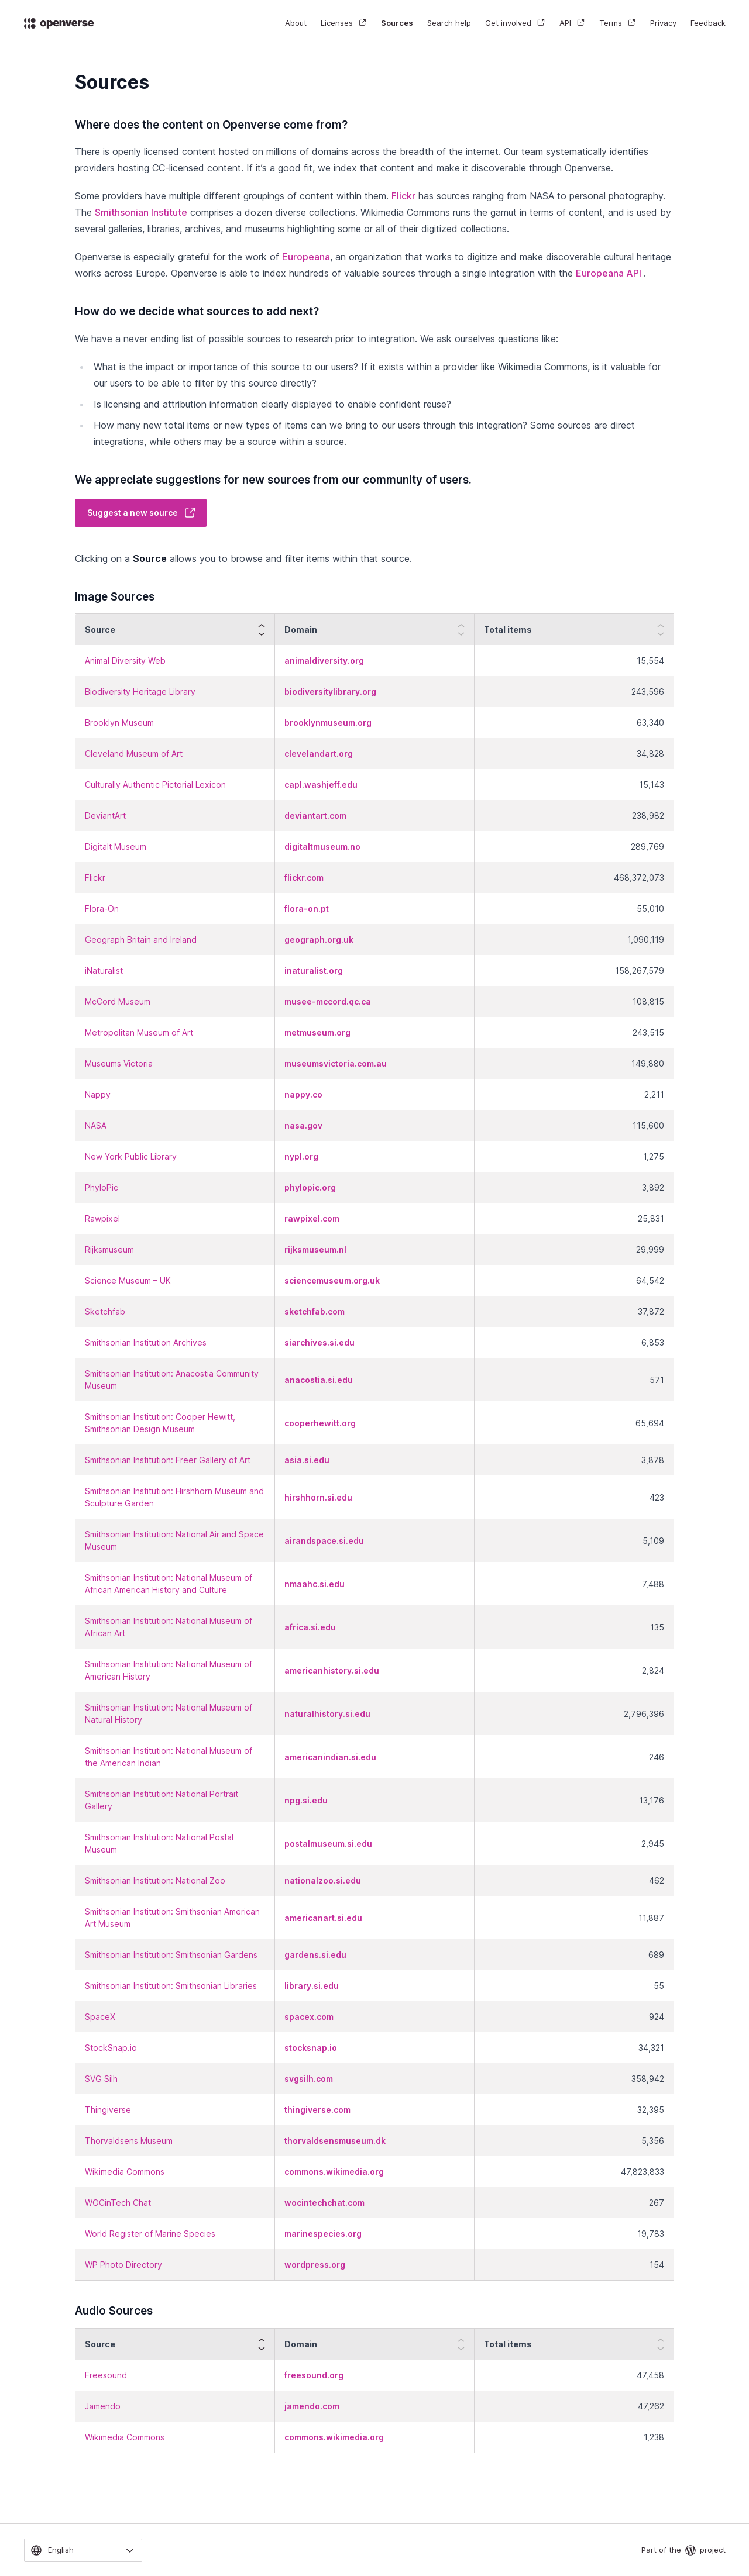 openverse
About Licenses Sources Search help Get involved API Terms Privacy Feedback
Sources
Where does the content on Openverse come from?
There is openly licensed content hosted on millions of domains across the breadth of the internet. Our team systematically identifies
providers hosting CC-licensed content. If it's a good fit, we index that content and make it discoverable through Openverse.
Some providers have multiple different groupings of content within them. Flickr has sources ranging from NASA to personal photography.
The Smithsonian Institute comprises a dozen diverse collections. Wikimedia Commons runs the gamut in terms of content, and is used by
several galleries, libraries, archives, and museums highlighting some or all of their digitized collections.
Openverse is especially grateful for the work of Europeana, an organization that works to digitize and make discoverable cultural heritage
works across Europe. Openverse is able to index hundreds of valuable sources through a single integration with the Europeana API .
How do we decide what sources to add next?
We have a never ending list of possible sources to research prior to integration. We ask ourselves questions like:
What is the impact or importance of this source to our users? If it exists within a provider like Wikimedia Commons, is it valuable for
our users to be able to filter by this source directly?
Is licensing and attribution information clearly displayed to enable confident reuse?
How many new total items or new types of items can we bring to our users through this integration? Some sources are direct
integrations, while others may be a source within a source.
We appreciate suggestions for new sources from our community of users.
Suggest a new source
Clicking on a Source allows you to browse and filter items within that source.
Image Sources
Source Domain Total items
Animal Diversity Web animaldiversity.org 15,554
Biodiversity Heritage Library biodiversitylibrary.org 243,596
Brooklyn Museum brooklynmuseum.org 63,340
Cleveland Museum of Art clevelandart.org 34,828
Culturally Authentic Pictorial Lexicon capl.washjeff.edu 15,143
DeviantArt deviantart.com 238,982
Digitalt Museum digitaltmuseum.no 289,769
Flickr flickr.com 468,372,073
Flora-On flora-on.pt 55,010
Geograph Britain and Ireland geograph.org.uk 1,090,119
iNaturalist inaturalist.org 158,267,579
McCord Museum musee-mccord.qc.ca 108,815
Metropolitan Museum of Art metmuseum.org 243,515
Museums Victoria museumsvictoria.com.au 149,880
Nappy nappy.co 2,211
NASA nasa.gov 115,600
New York Public Library nypl.org 1,275
PhyloPic phylopic.org 3,892
Rawpixel rawpixel.com 25,831
Rijksmuseum rijksmuseum.nl 29,999
Science Museum – UK sciencemuseum.org.uk 64,542
Sketchfab sketchfab.com 37,872
Smithsonian Institution Archives siarchives.si.edu 6,853
Smithsonian Institution: Anacostia Community
Museum anacostia.si.edu 571
Smithsonian Institution: Cooper Hewitt,
Smithsonian Design Museum cooperhewitt.org 65,694
Smithsonian Institution: Freer Gallery of Art asia.si.edu 3,878
Smithsonian Institution: Hirshhorn Museum and
Sculpture Garden hirshhorn.si.edu 423
Smithsonian Institution: National Air and Space
Museum airandspace.si.edu 5,109
Smithsonian Institution: National Museum of
African American History and Culture nmaahc.si.edu 7,488
Smithsonian Institution: National Museum of
African Art africa.si.edu 135
Smithsonian Institution: National Museum of
American History americanhistory.si.edu 2,824
Smithsonian Institution: National Museum of
Natural History naturalhistory.si.edu 2,796,396
Smithsonian Institution: National Museum of
the American Indian americanindian.si.edu 246
Smithsonian Institution: National Portrait
Gallery npg.si.edu 13,176
Smithsonian Institution: National Postal
Museum postalmuseum.si.edu 2,945
Smithsonian Institution: National Zoo nationalzoo.si.edu 462
Smithsonian Institution: Smithsonian American
Art Museum americanart.si.edu 11,887
Smithsonian Institution: Smithsonian Gardens gardens.si.edu 689
Smithsonian Institution: Smithsonian Libraries library.si.edu 55
SpaceX spacex.com 924
StockSnap.io stocksnap.io 34,321
SVG Silh svgsilh.com 358,942
Thingiverse thingiverse.com 32,395
Thorvaldsens Museum thorvaldsensmuseum.dk 5,356
Wikimedia Commons commons.wikimedia.org 47,823,833
WOCinTech Chat wocintechchat.com 267
World Register of Marine Species marinespecies.org 19,783
WP Photo Directory wordpress.org 154
Audio Sources
Source Domain Total items
Freesound freesound.org 47,458
Jamendo jamendo.com 47,262
Wikimedia Commons commons.wikimedia.org 1,238
English Part of the project